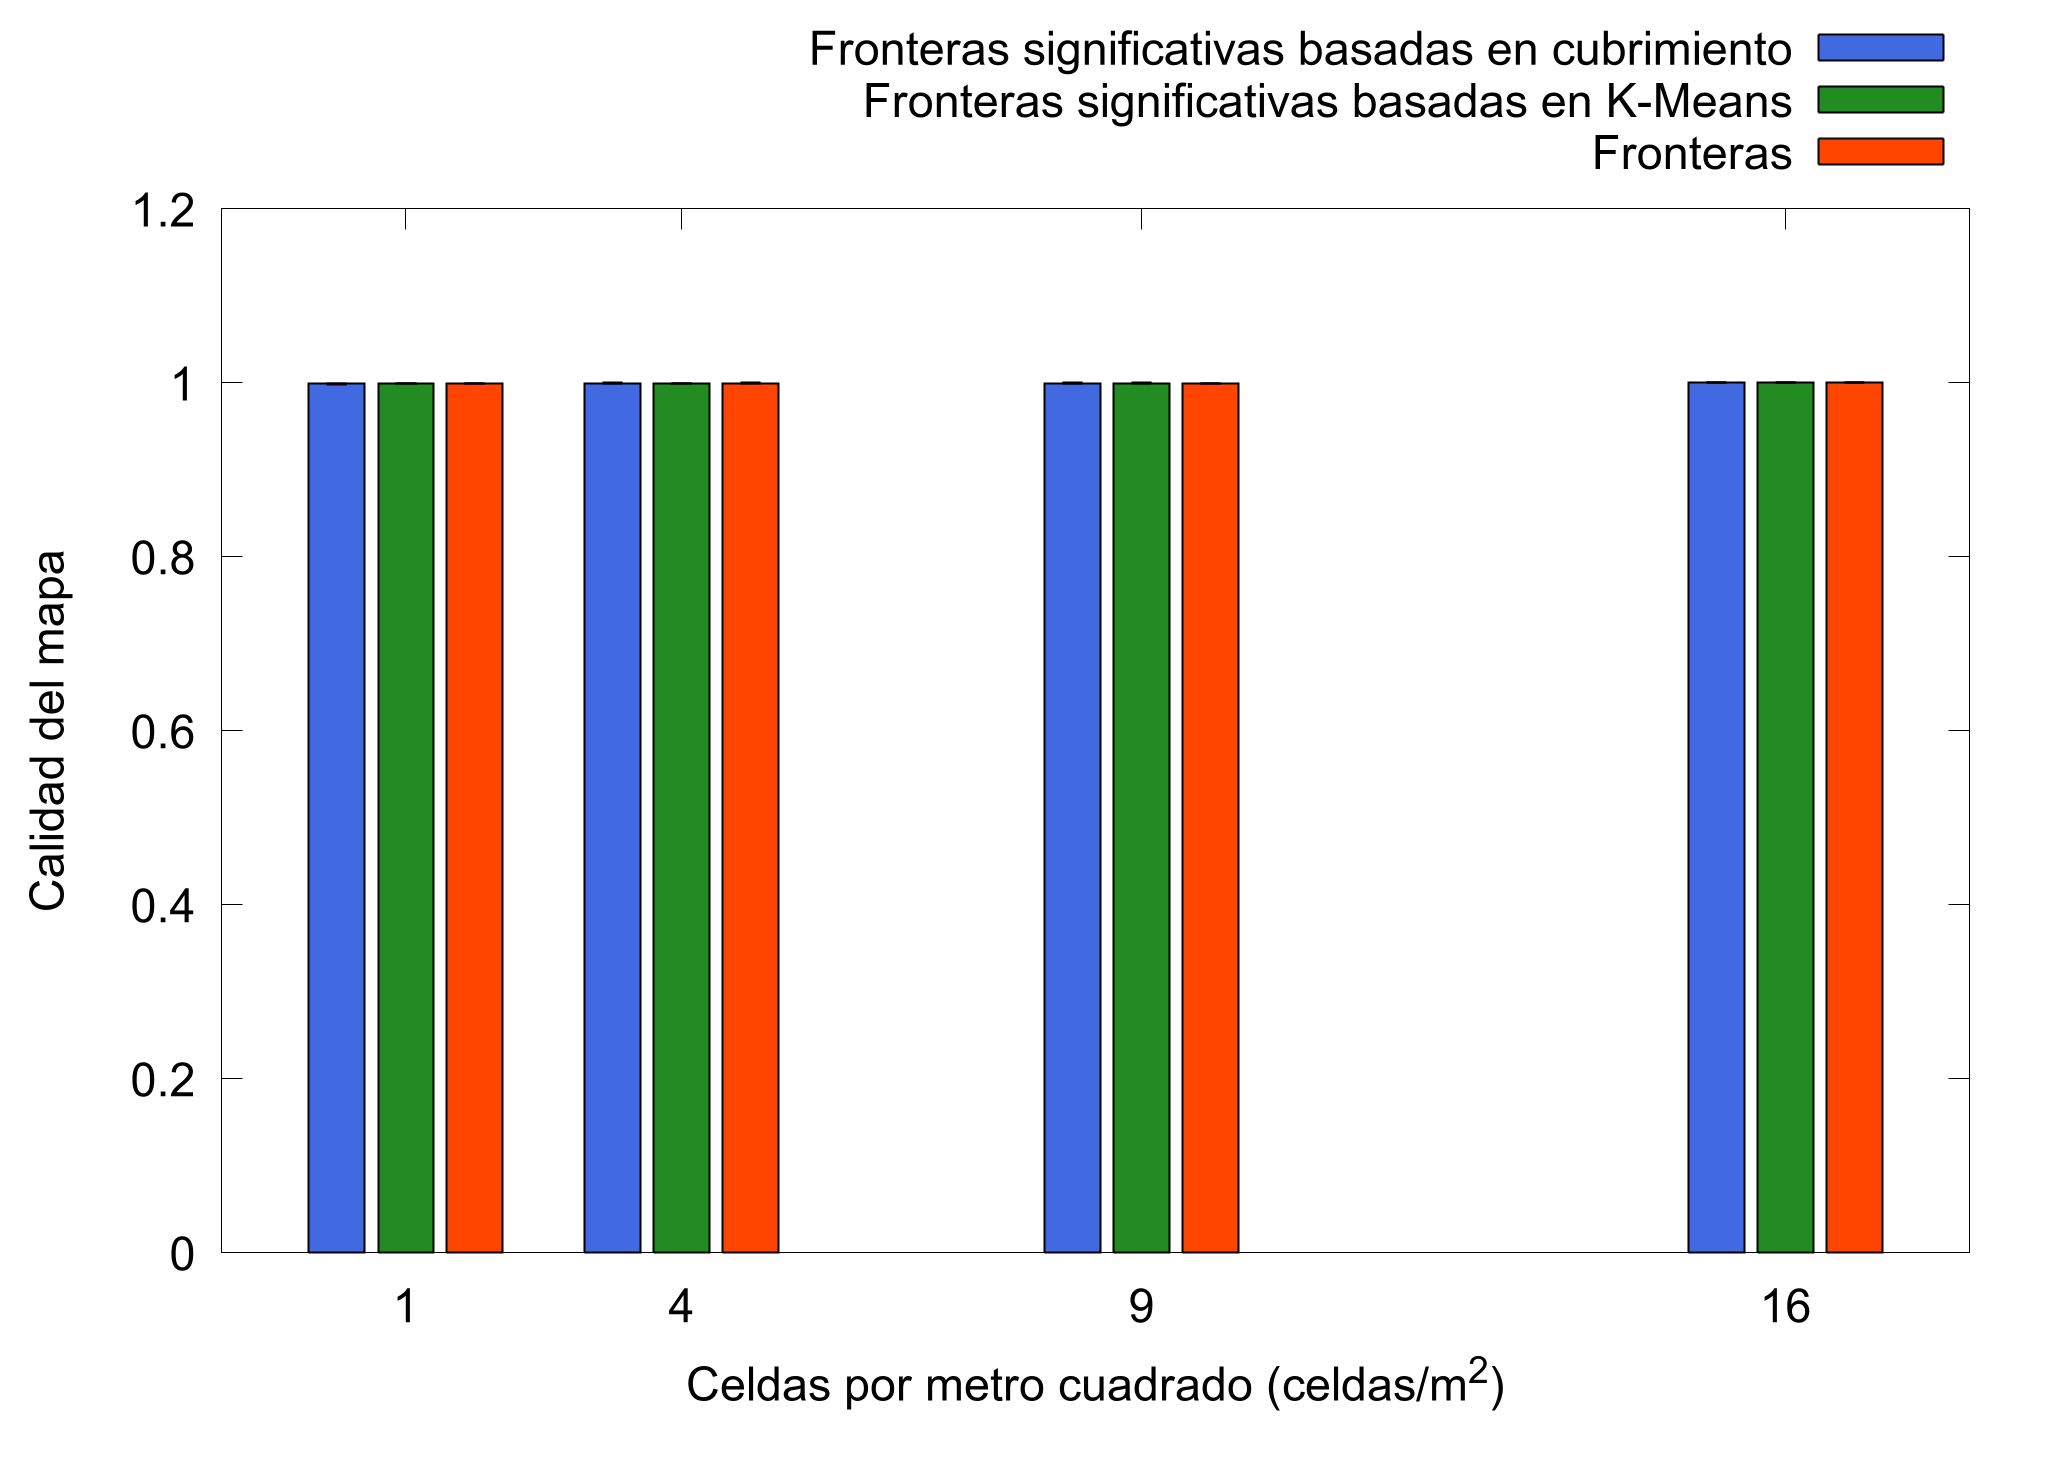 Fronteras significativas basadas en cubrimiento
Fronteras significativas basadas en K-Means
Fronteras
1.2
1
0.8
0.6
0.4
0.2
0
Calidad del mapa
1 4 9 16
Celdas por metro cuadrado (celdas/m²)